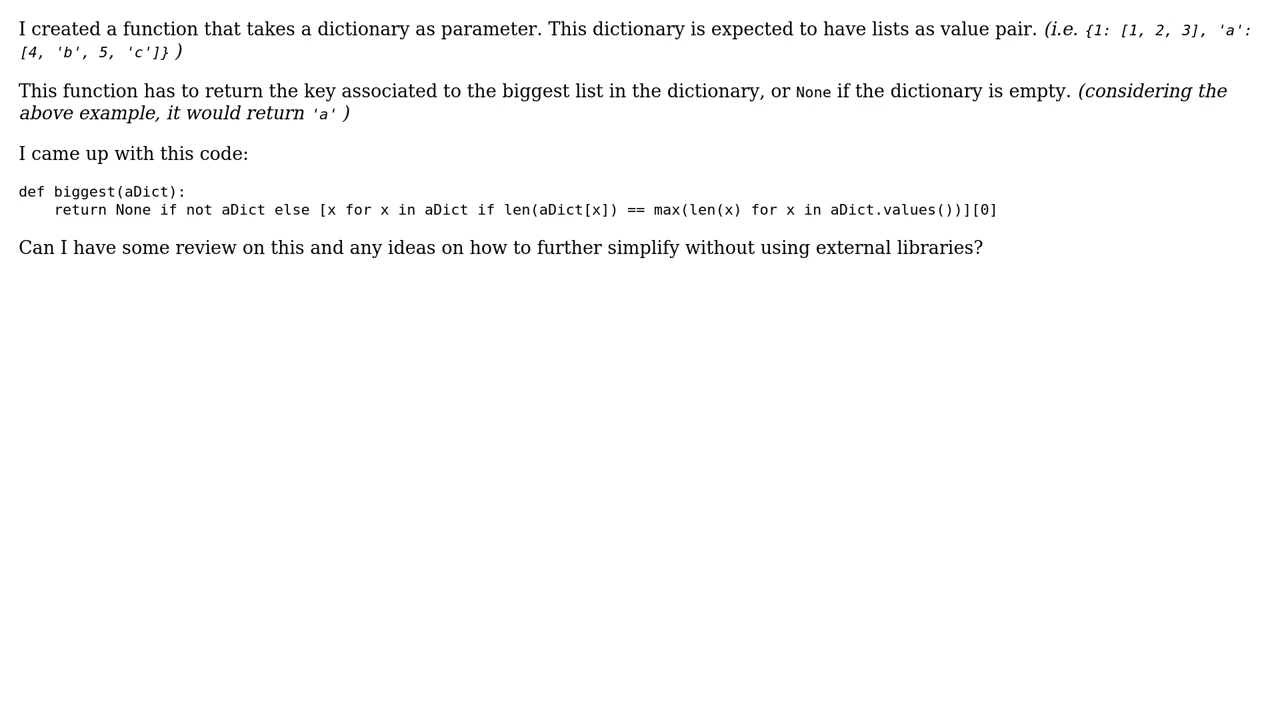 I created a function that takes a dictionary as parameter. This dictionary is expected to have lists as value pair. (i.e. {1: [1, 2, 3], 'a':
[4, 'b', 5, 'c']} )
This function has to return the key associated to the biggest list in the dictionary, or None if the dictionary is empty. (considering the
above example, it would return 'a' )
I came up with this code:
def biggest(aDict):
    return None if not aDict else [x for x in aDict if len(aDict[x]) == max(len(x) for x in aDict.values())][0]
Can I have some review on this and any ideas on how to further simplify without using external libraries?